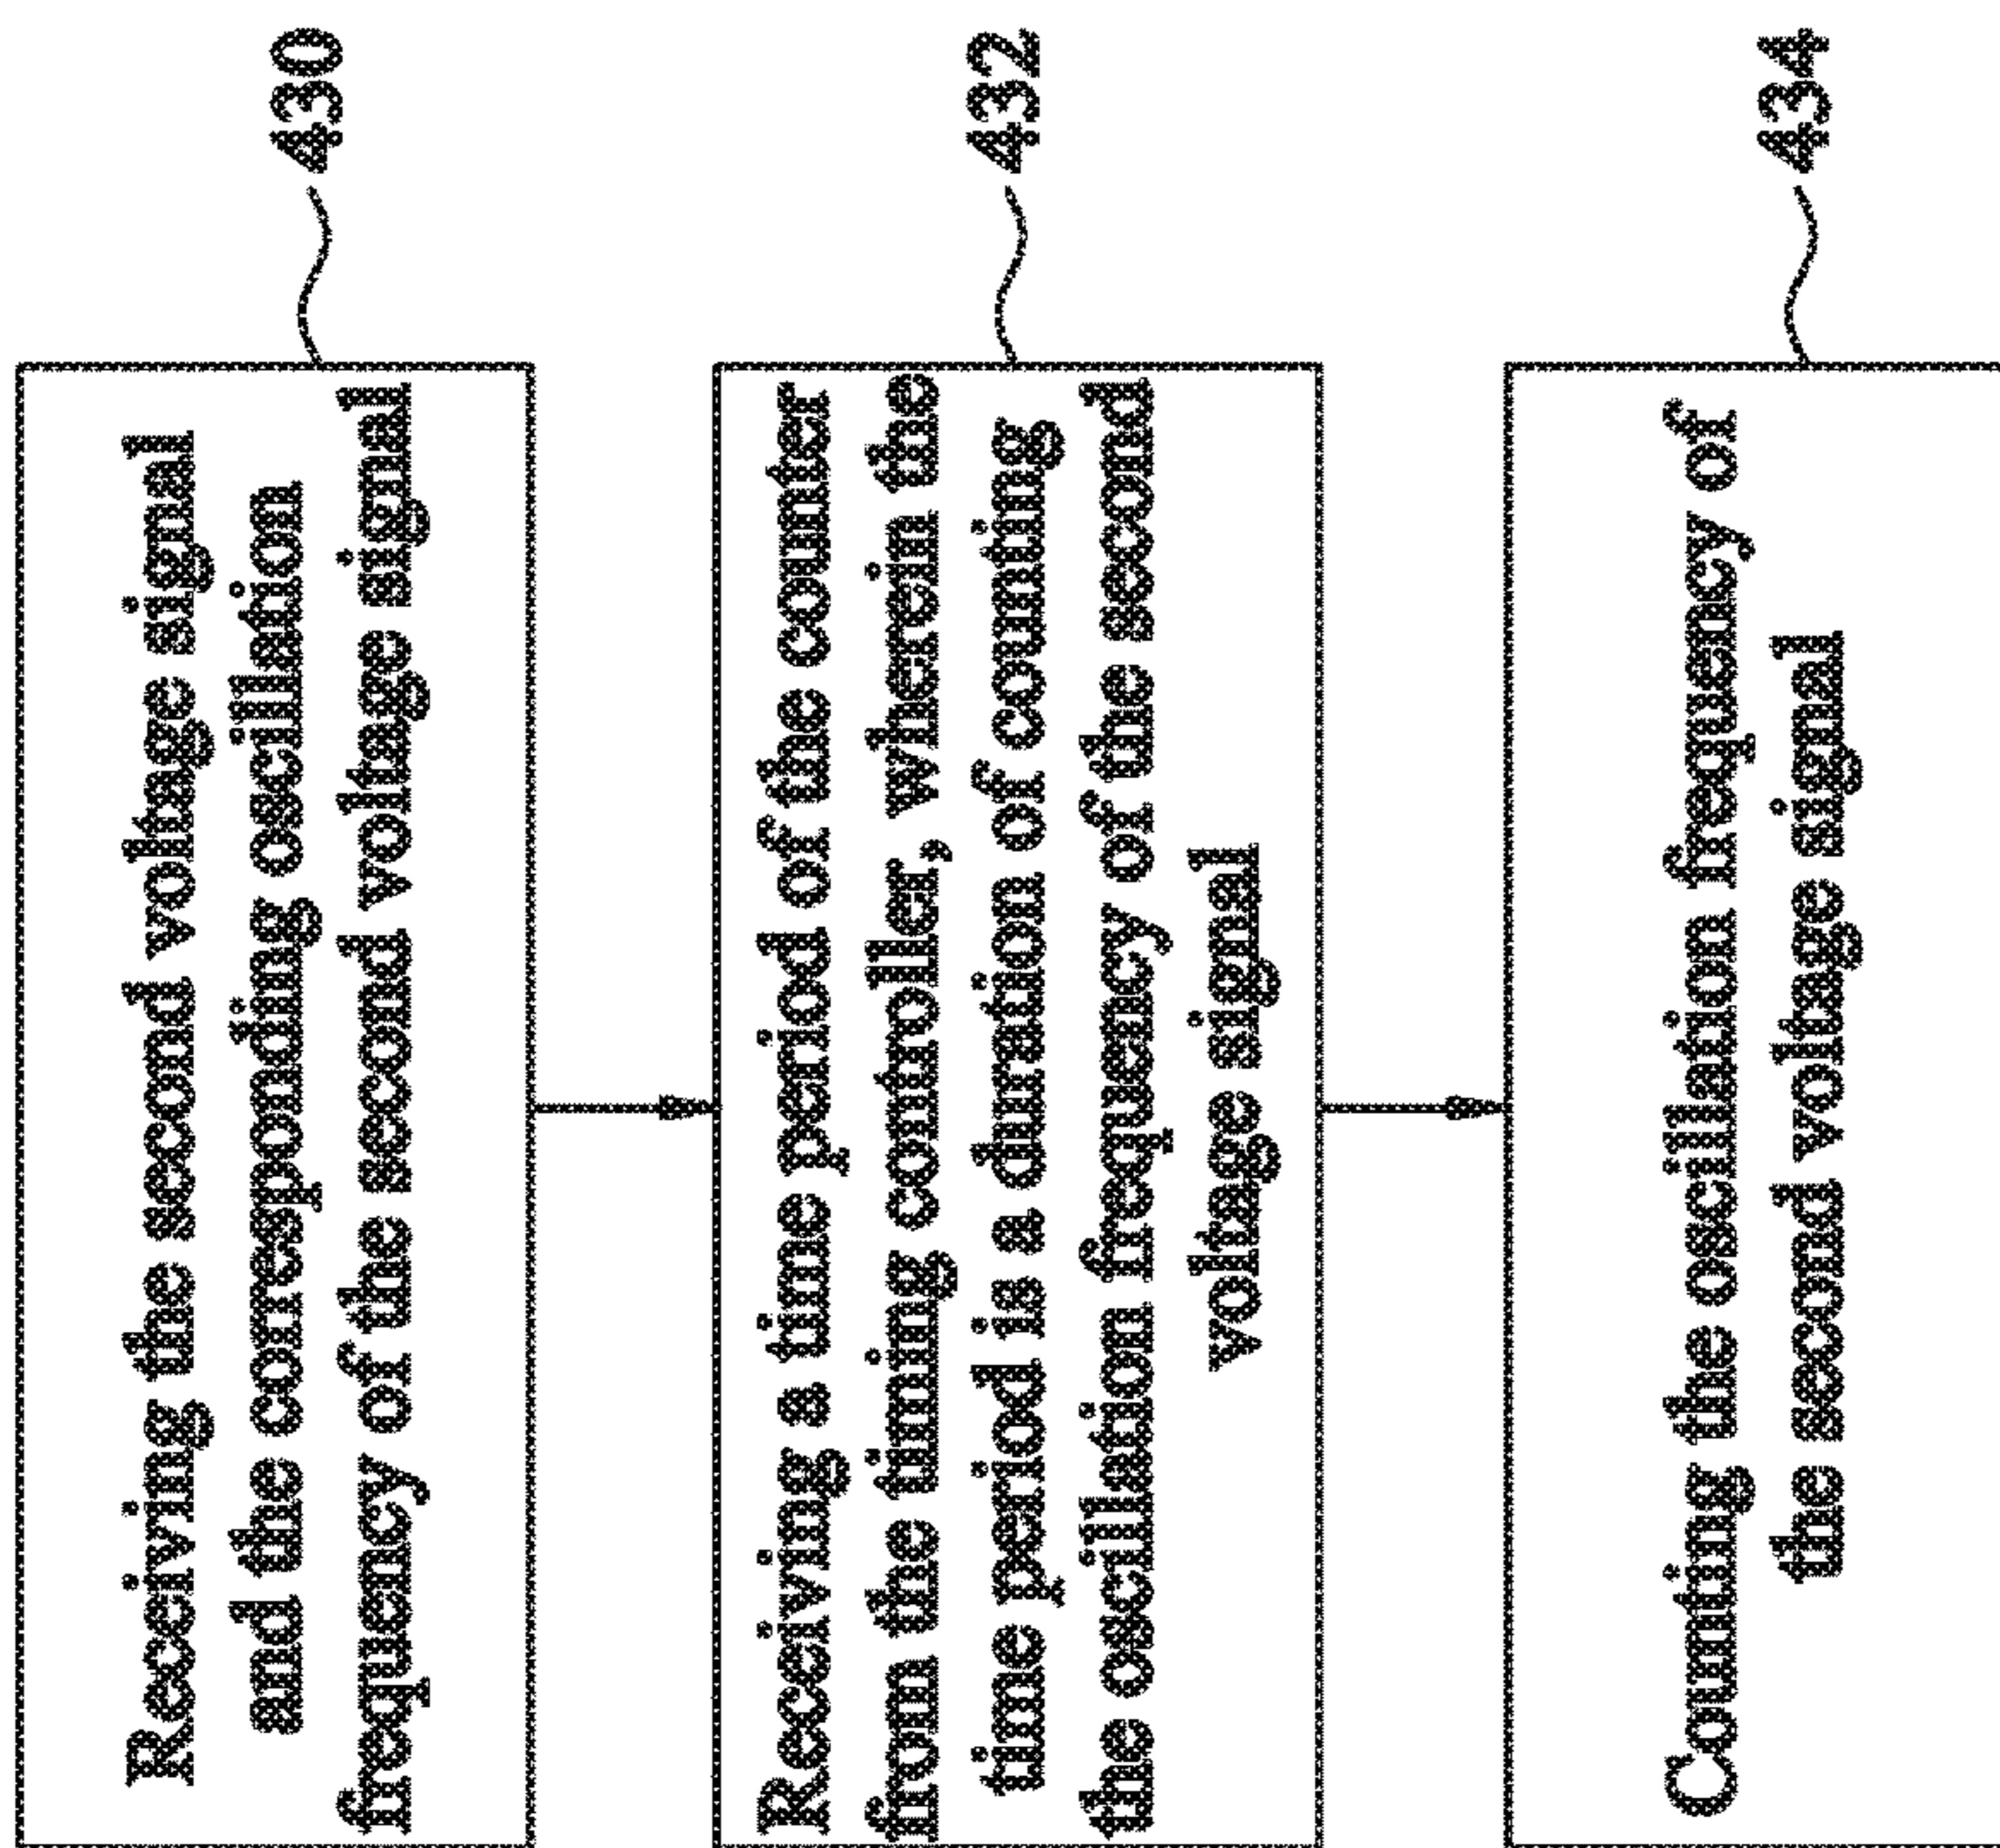 Receiving the second voltage signal
and the corresponding oscillation
frequency of the second voltage signal
430
Receiving a time period of the counter
from the timing controller, wherein the
time period is a duration of counting
the oscillation frequency of the second
voltage signal
432
Counting the oscillation frequency of
the second voltage signal
434